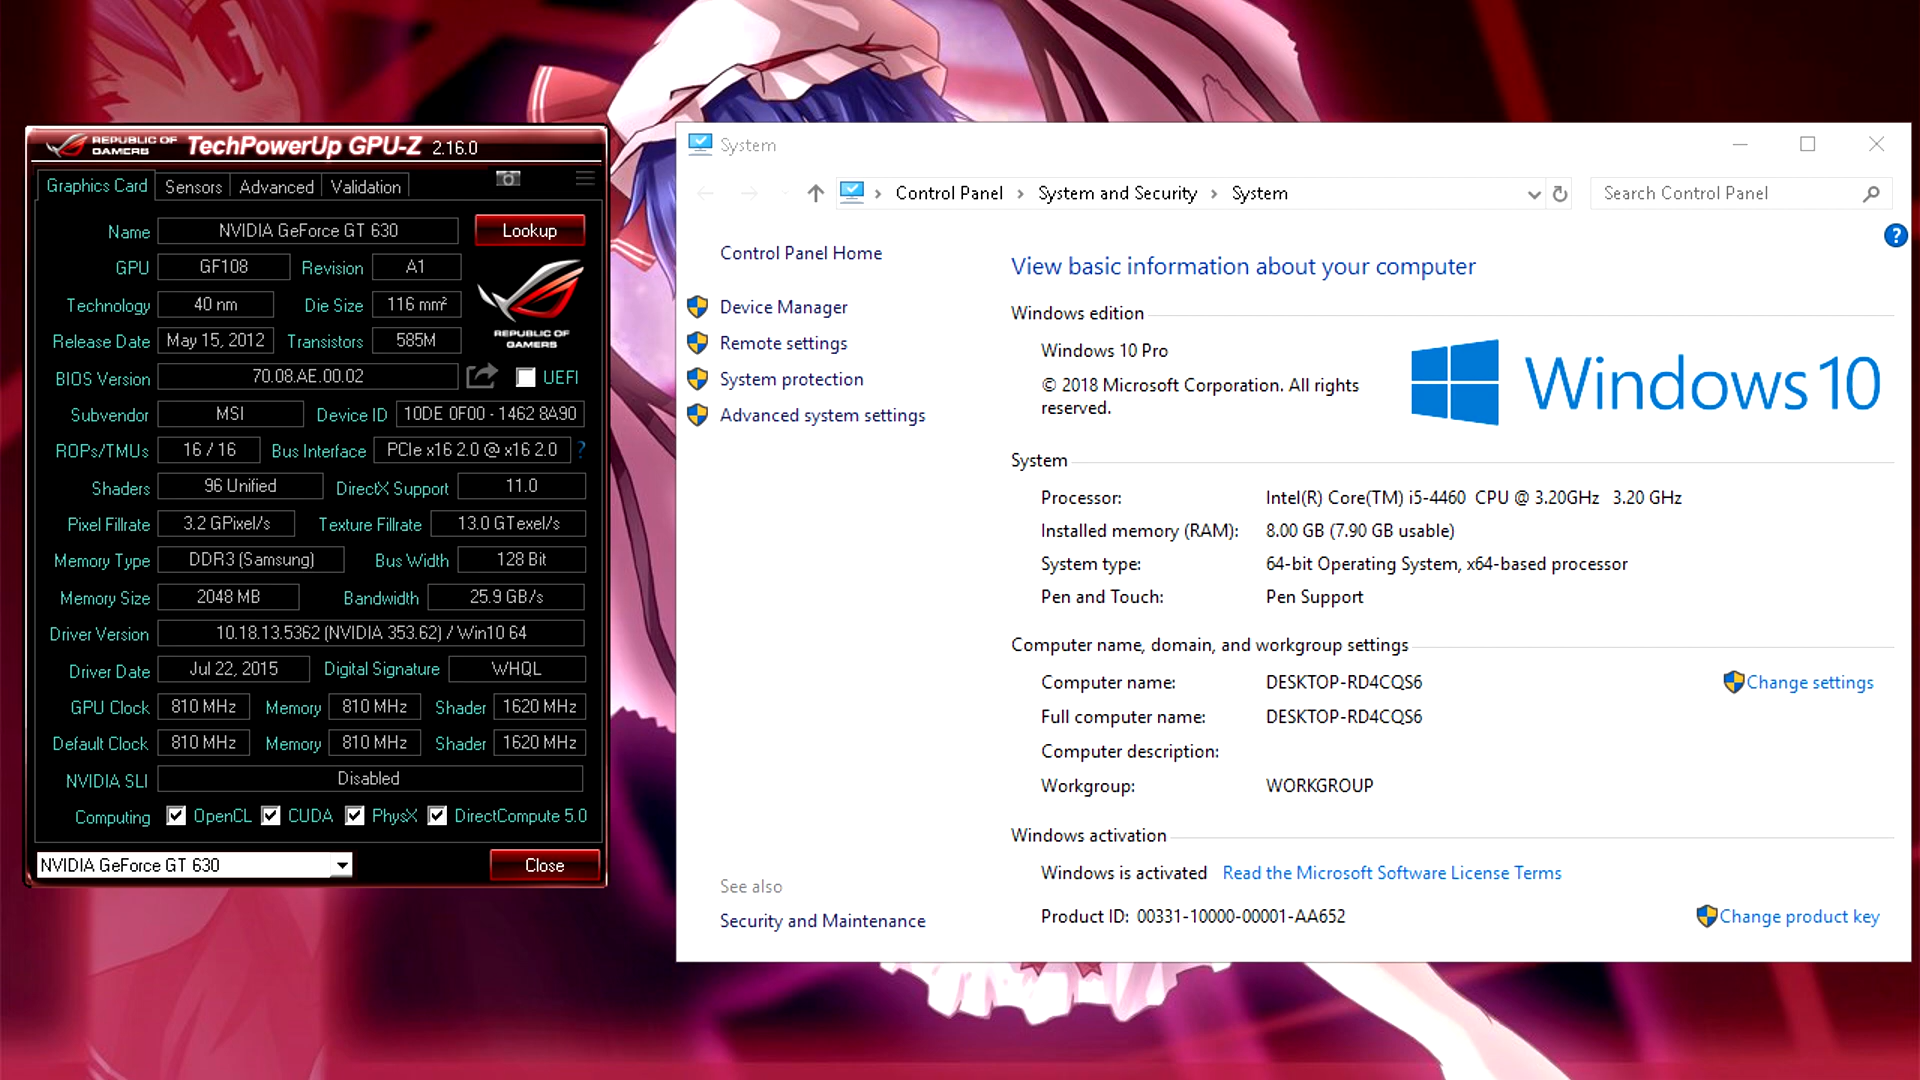 REPUBLIC OF GAMERS TechPowerUp GPU-Z 2.16.0
Graphics Card Sensors Advanced Validation
Name NVIDIA GeForce GT 630 Lookup
GPU GF108 Revision A1
Technology 40 nm Die Size 116 mm²
REPUBLIC OF GAMERS
Release Date May 15, 2012 Transistors 585M
BIOS Version 70.08.AE.00.02 UEFI
Subvendor MSI Device ID 10DE 0F00 - 1462 8A90
ROPs/TMUs 16 / 16 Bus Interface PCIe x16 2.0 @ x16 2.0 ?
Shaders 96 Unified DirectX Support 11.0
Pixel Fillrate 3.2 GPixel/s Texture Fillrate 13.0 GTexel/s
Memory Type DDR3 (Samsung) Bus Width 128 Bit
Memory Size 2048 MB Bandwidth 25.9 GB/s
Driver Version 10.18.13.5362 (NVIDIA 353.62) / Win10 64
Driver Date Jul 22, 2015 Digital Signature WHQL
GPU Clock 810 MHz Memory 810 MHz Shader 1620 MHz
Default Clock 810 MHz Memory 810 MHz Shader 1620 MHz
NVIDIA SLI Disabled
Computing OpenCL CUDA PhysX DirectCompute 5.0
NVIDIA GeForce GT 630 Close
System
Control Panel › System and Security › System Search Control Panel
?
Control Panel Home
Device Manager
Remote settings
System protection
Advanced system settings
See also
Security and Maintenance
View basic information about your computer
Windows edition
Windows 10 Pro
© 2018 Microsoft Corporation. All rights
reserved.
Windows 10
System
Processor: Intel(R) Core(TM) i5-4460 CPU @ 3.20GHz 3.20 GHz
Installed memory (RAM): 8.00 GB (7.90 GB usable)
System type: 64-bit Operating System, x64-based processor
Pen and Touch: Pen Support
Computer name, domain, and workgroup settings
Computer name: DESKTOP-RD4CQS6 Change settings
Full computer name: DESKTOP-RD4CQS6
Computer description:
Workgroup: WORKGROUP
Windows activation
Windows is activated Read the Microsoft Software License Terms
Product ID: 00331-10000-00001-AA652 Change product key